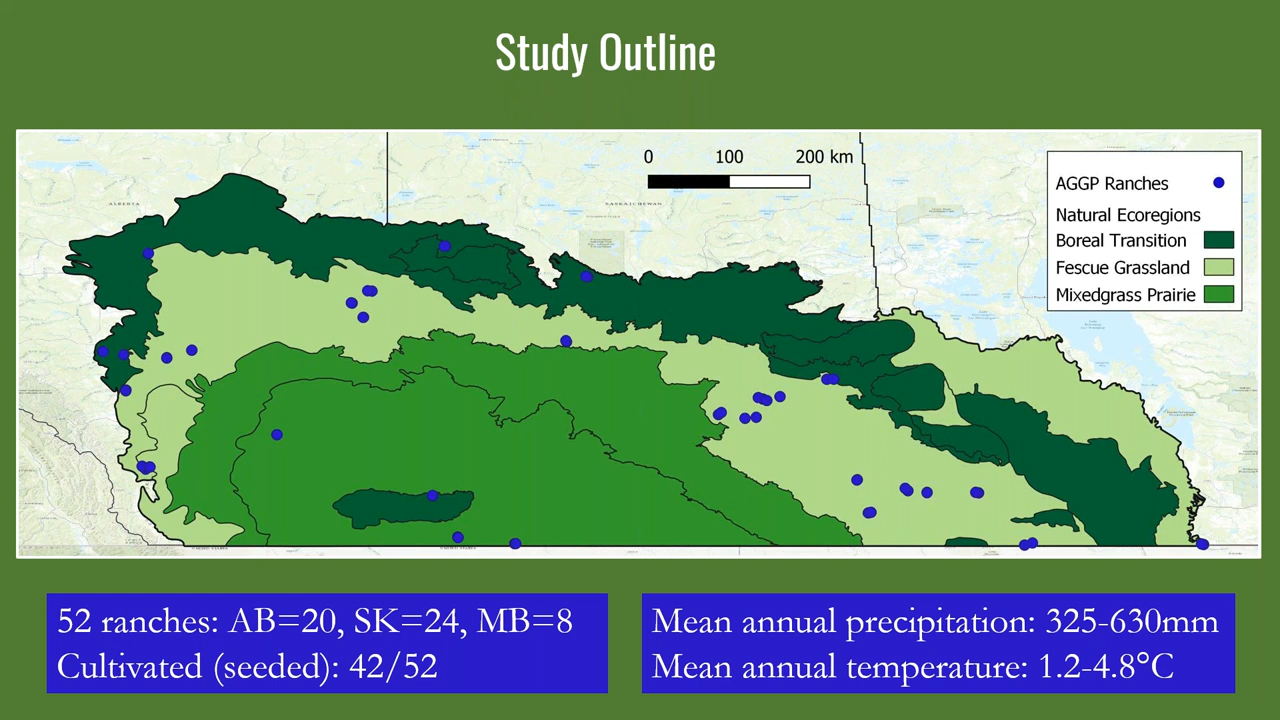 Study Outline
0 100 200 km
ALBERTA
SASKATCHEWAN
AGGP Ranches
Natural Ecoregions
Boreal Transition
Fescue Grassland
Mixedgrass Prairie
52 ranches: AB=20, SK=24, MB=8
Cultivated (seeded): 42/52
Mean annual precipitation: 325-630mm
Mean annual temperature: 1.2-4.8°C